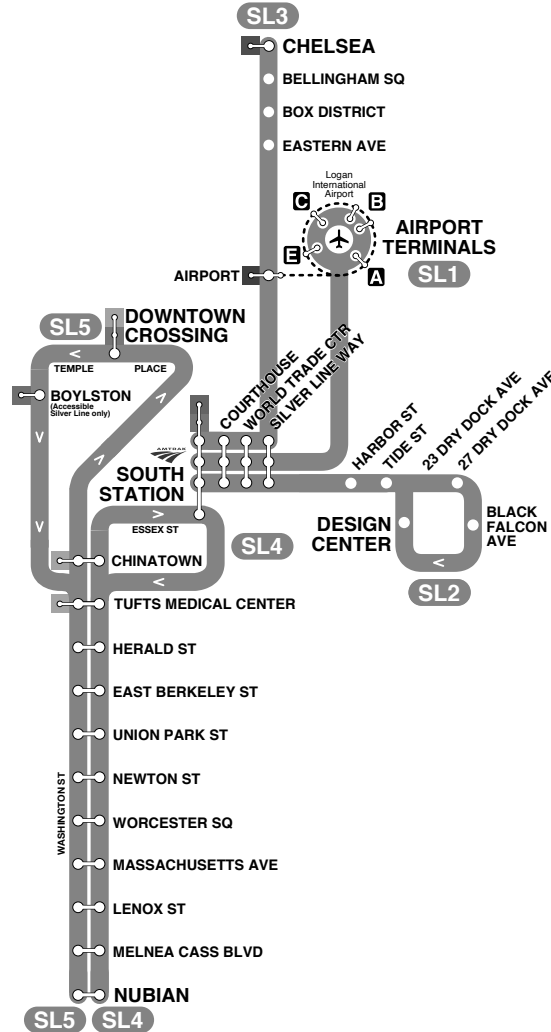 SL3
CHELSEA
BELLINGHAM SQ
BOX DISTRICT
EASTERN AVE
Logan
International
Airport
C
B
E
A
AIRPORT
TERMINALS
SL1
AIRPORT
SL5
DOWNTOWN
CROSSING
TEMPLE
PLACE
BOYLSTON
(Accessible
Silver Line only)
COURTHOUSE
WORLD TRADE CTR
SILVER LINE WAY
AMTRAK
SOUTH
STATION
HARBOR ST
TIDE ST
23 DRY DOCK AVE
27 DRY DOCK AVE
ESSEX ST
SL4
DESIGN
CENTER
BLACK
FALCON
AVE
SL2
CHINATOWN
TUFTS MEDICAL CENTER
HERALD ST
EAST BERKELEY ST
UNION PARK ST
NEWTON ST
WASHINGTON ST
WORCESTER SQ
MASSACHUSETTS AVE
LENOX ST
MELNEA CASS BLVD
NUBIAN
SL5
SL4